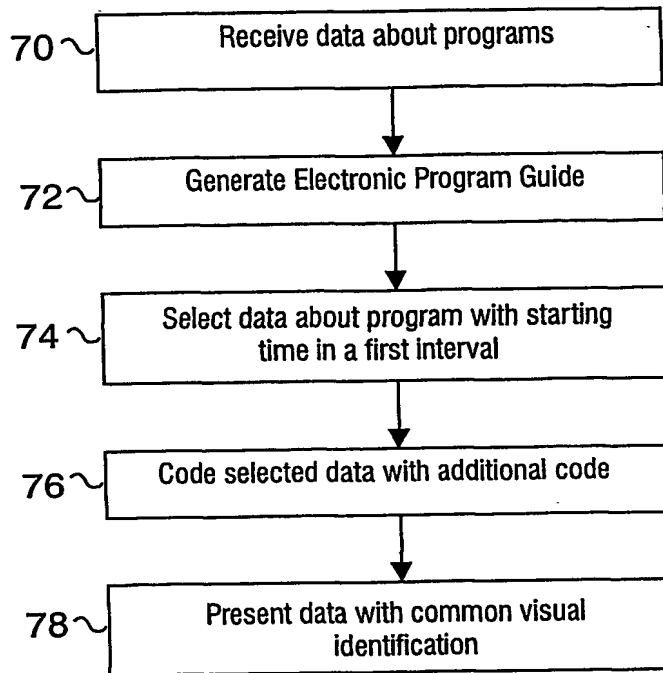 70
Receive data about programs
72
Generate Electronic Program Guide
74
Select data about program with starting
time in a first interval
76
Code selected data with additional code
78
Present data with common visual
identification